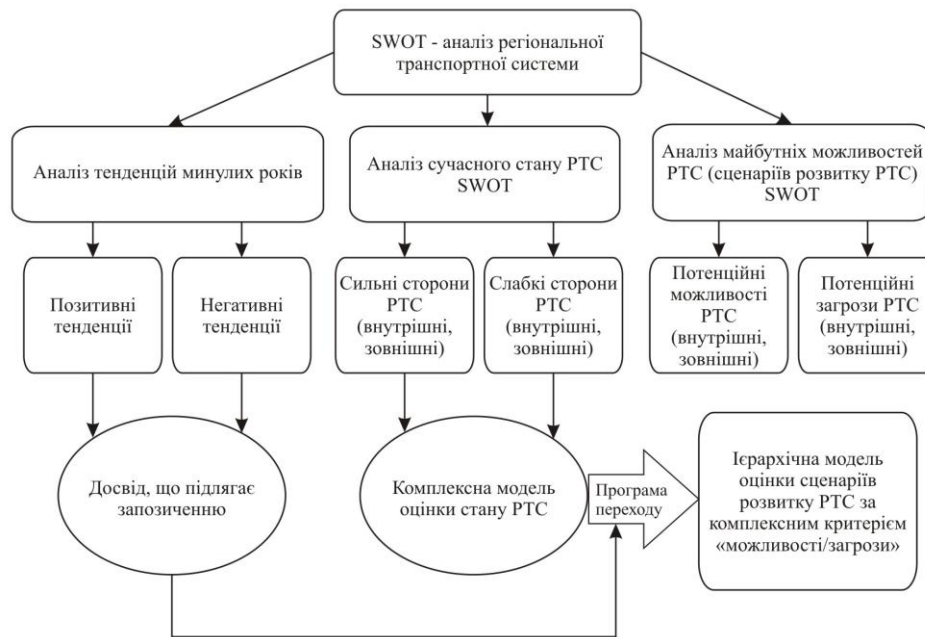 SWOT - аналіз регіональної
транспортної системи
Аналіз тенденцій минулих років
Аналіз сучасного стану РТС
SWOT
Аналіз майбутніх можливостей
РТС (сценаріїв розвитку РТС)
SWOT
Позитивні
тенденції
Негативні
тенденції
Сильні сторони
РТС
(внутрішні,
зовнішні)
Слабкі сторони
РТС
(внутрішні,
зовнішні)
Потенційні
можливості
РТС
(внутрішні,
зовнішні)
Потенційні
загрози РТС
(внутрішні,
зовнішні)
Досвід, що підлягає
запозиченню
Комплексна модель
оцінки стану РТС
Програма
переходу
Ієрархічна модель
оцінки сценаріїв
розвитку РТС за
комплексним критерієм
«можливості/загрози»